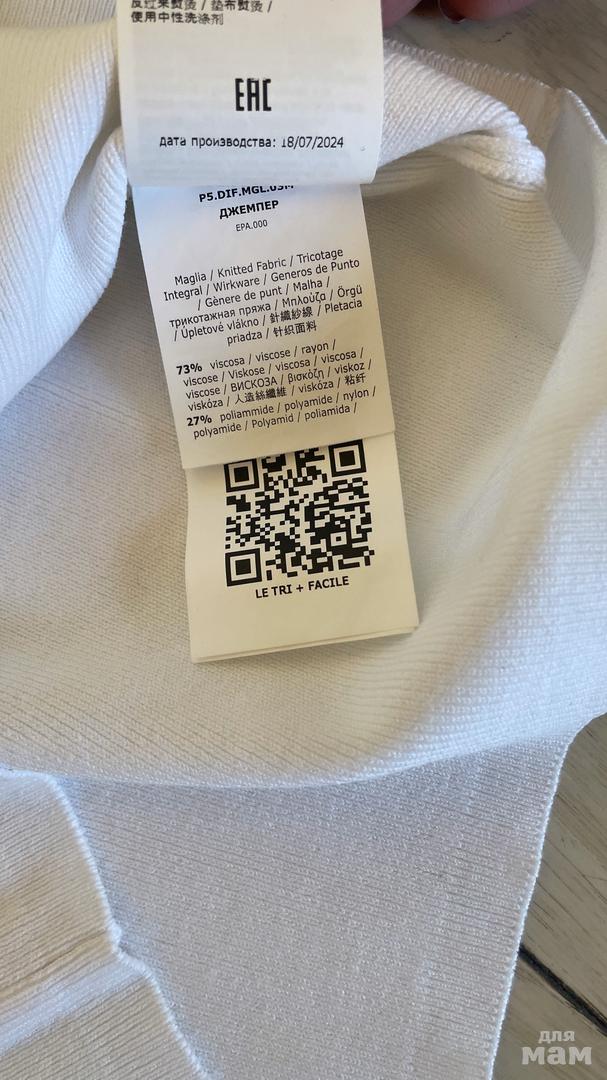 反过来熨烫 / 垫布熨烫 /
使用中性洗涤剂
EAC
дата производства: 18/07/2024
P5.DIF.MGL.03M
ДЖЕМПЕР
EPA.000
Maglia / Knitted Fabric / Tricotage
Integral / Wirkware / Generos de Punto
/ Gènere de punt / Malha /
трикотажная пряжа / Μπλούζα / Örgü
/ Úpletové vlákno / 針織紗線 / Pletacia
priadza / 针织面料
73% viscosa / viscose / rayon /
viscose / Viskose / viscosa / viscosa /
viscose / ВИСКОЗА / βισκόζη / viskoz /
viskóza / 人造絲纖維 / viskóza / 粘纤
27% poliammide / polyamide / nylon /
polyamide / Polyamid / poliamida /
LE TRI + FACILE
для
мам